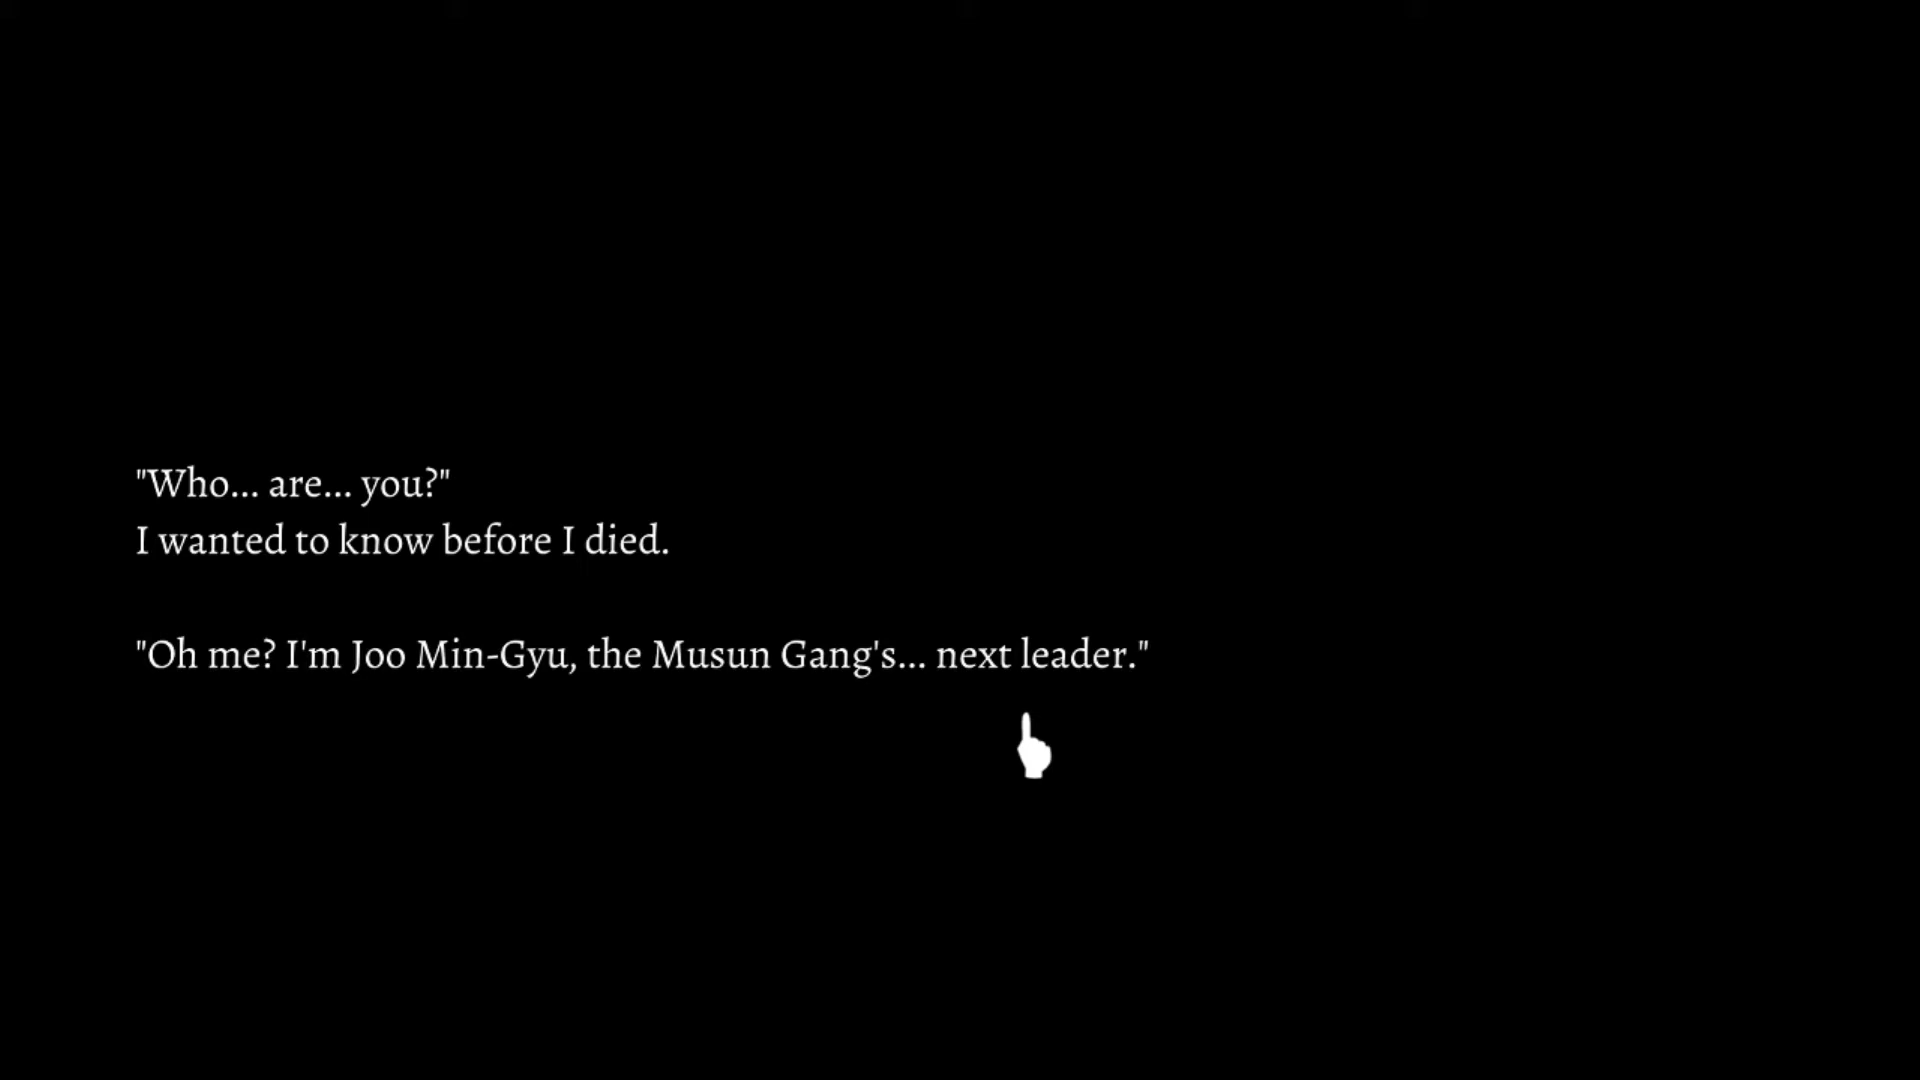 "Who... are... you?"
I wanted to know before I died.
"Oh me? I'm Joo Min-Gyu, the Musun Gang's... next leader."